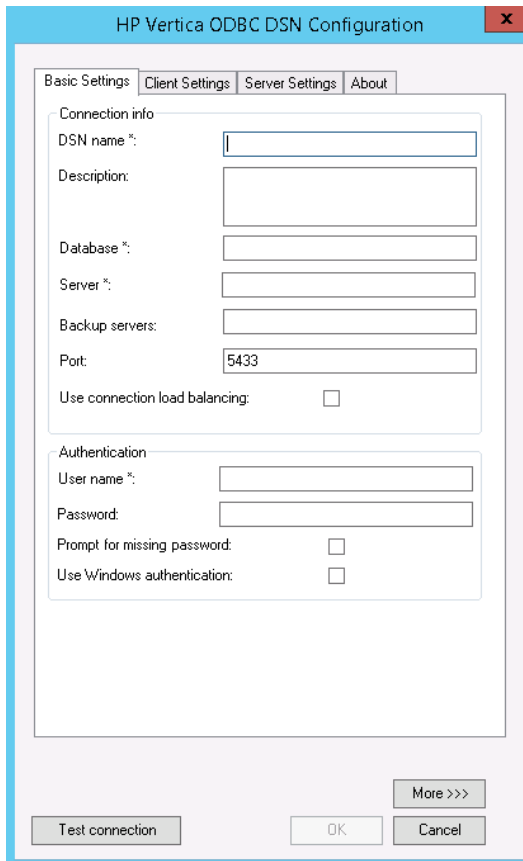 HP Vertica ODBC DSN Configuration
x
Basic Settings Client Settings Server Settings About
Connection info
DSN name *:
Description:
Database *:
Server *:
Backup servers:
Port: 5433
Use connection load balancing:
Authentication
User name *:
Password:
Prompt for missing password:
Use Windows authentication:
More >>>
Test connection OK Cancel